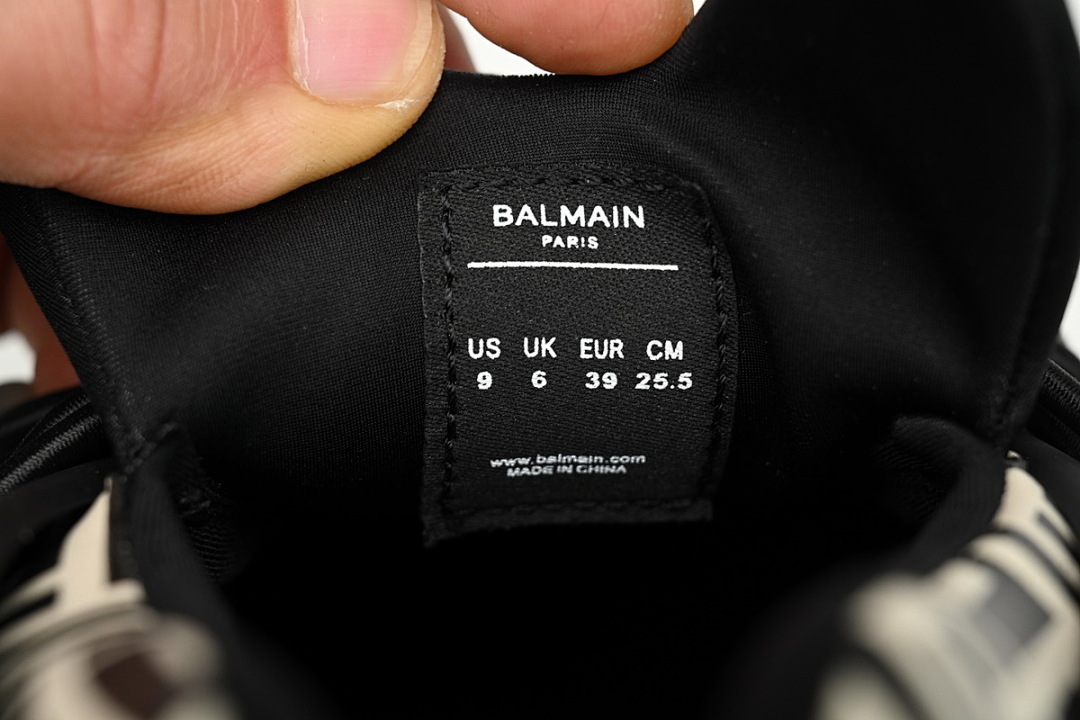 BALMAIN
PARIS
US UK EUR CM
9 6 39 25.5
www.balmain.com
MADE IN CHINA